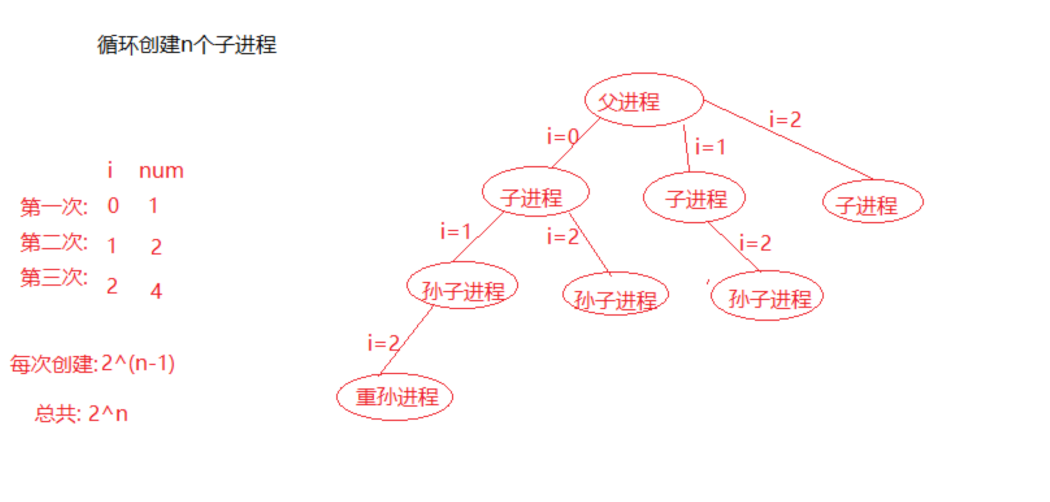 循环创建n个子进程
父进程
i=0
i=1
i=2
子进程
子进程
子进程
i=1
i=2
i=2
孙子进程
孙子进程
孙子进程
i=2
重孙进程
i num
第一次: 0 1
第二次: 1 2
第三次: 2 4
每次创建:2^(n-1)
总共: 2^n